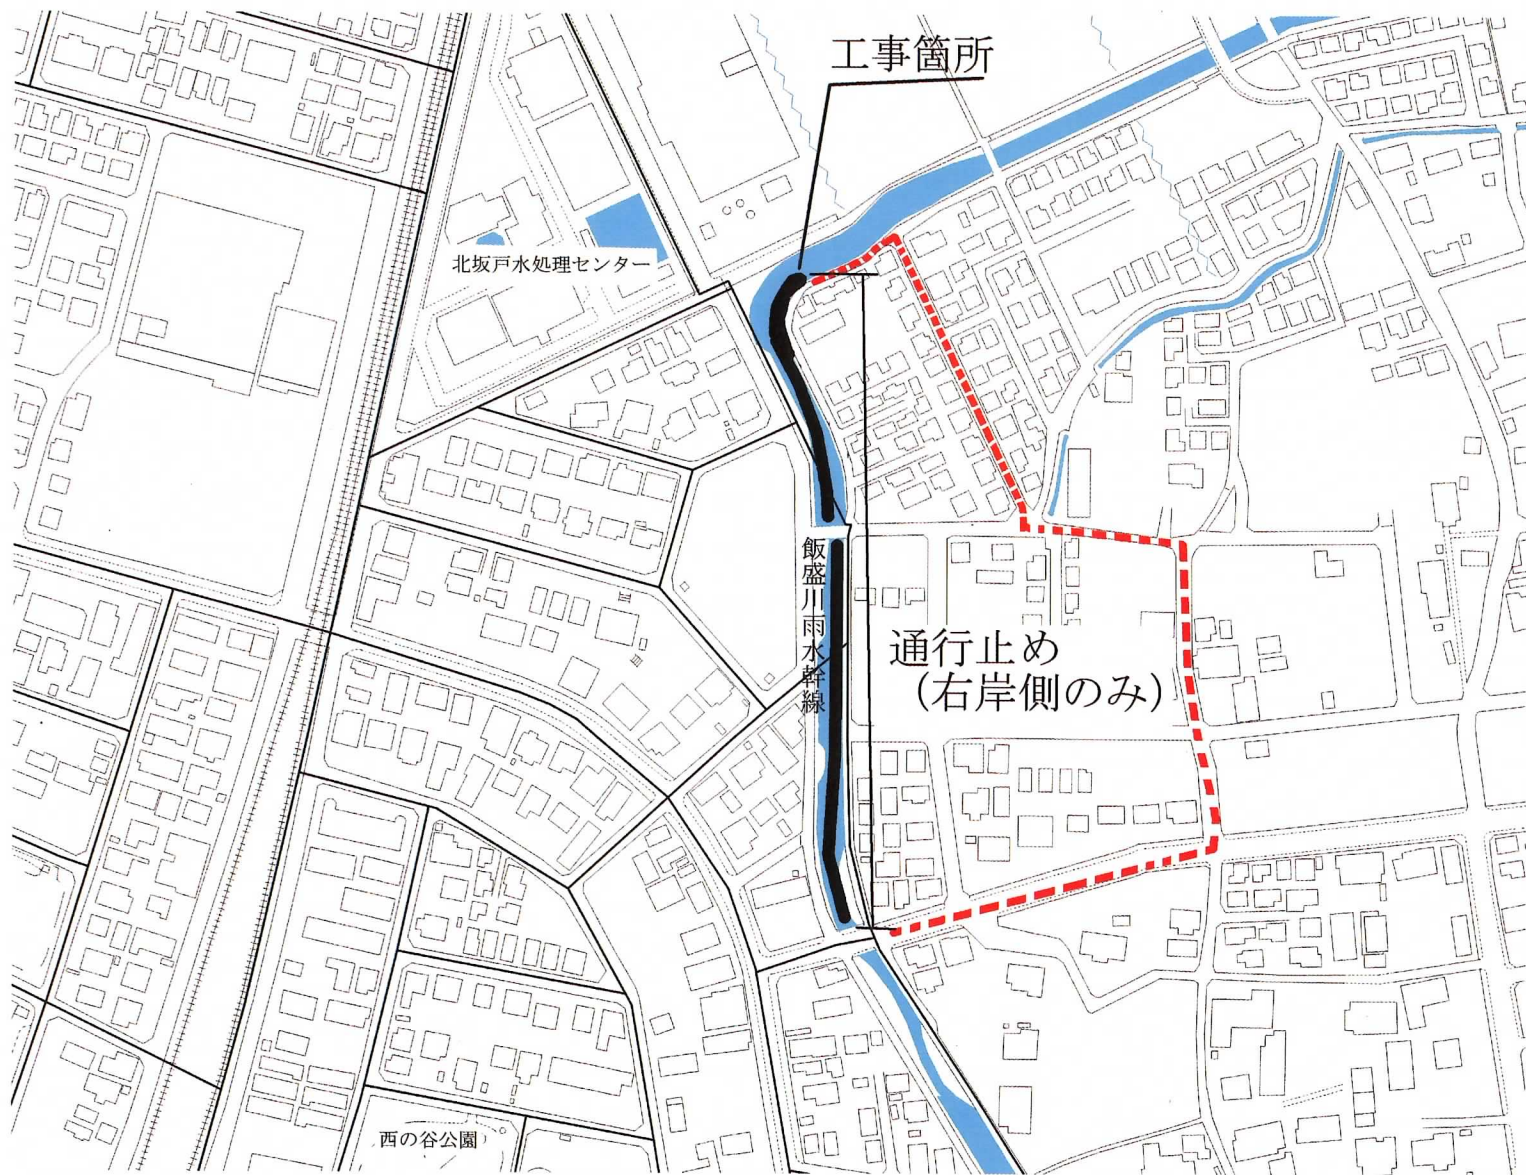 工事箇所
北坂戸水処理センター
飯盛川雨水幹線
通行止め
(右岸側のみ)
西の谷公園